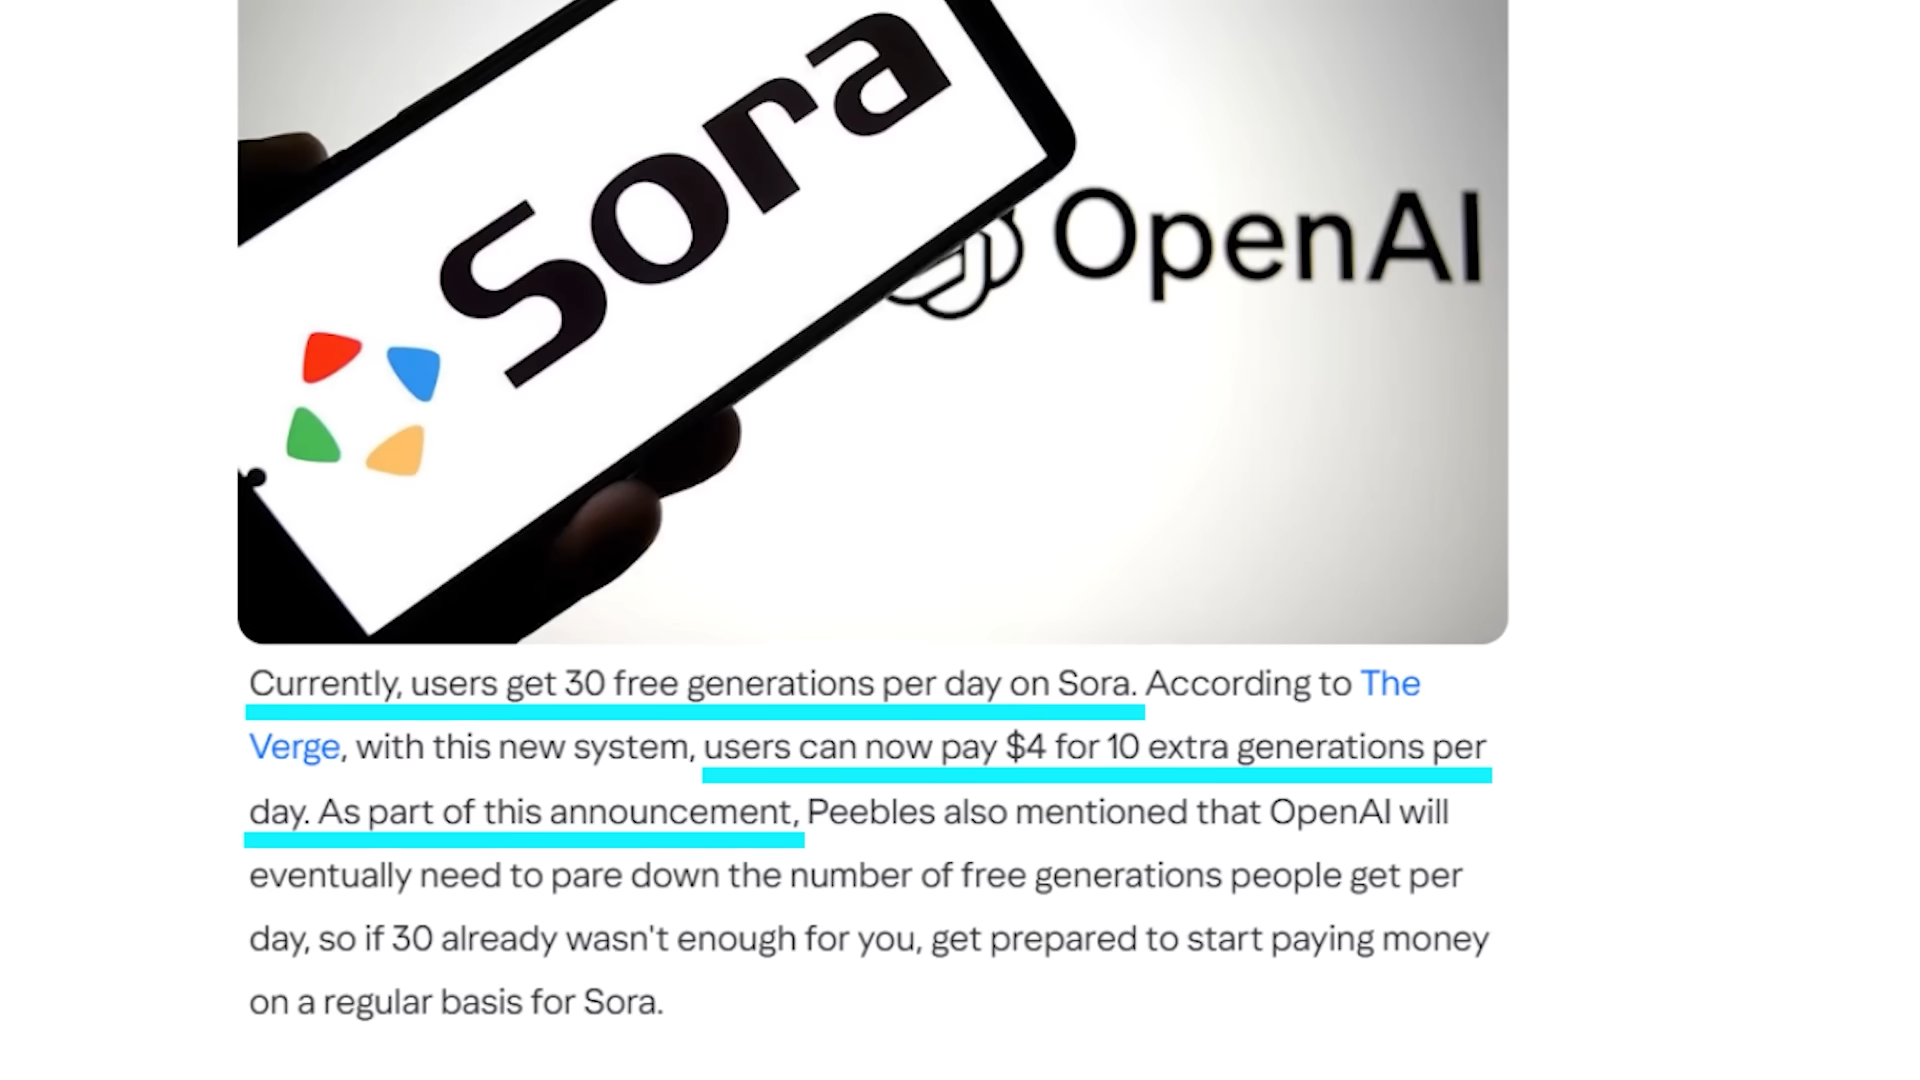 Sora
OpenAI
Currently, users get 30 free generations per day on Sora. According to The
Verge, with this new system, users can now pay $4 for 10 extra generations per
day. As part of this announcement, Peebles also mentioned that OpenAI will
eventually need to pare down the number of free generations people get per
day, so if 30 already wasn't enough for you, get prepared to start paying money
on a regular basis for Sora.